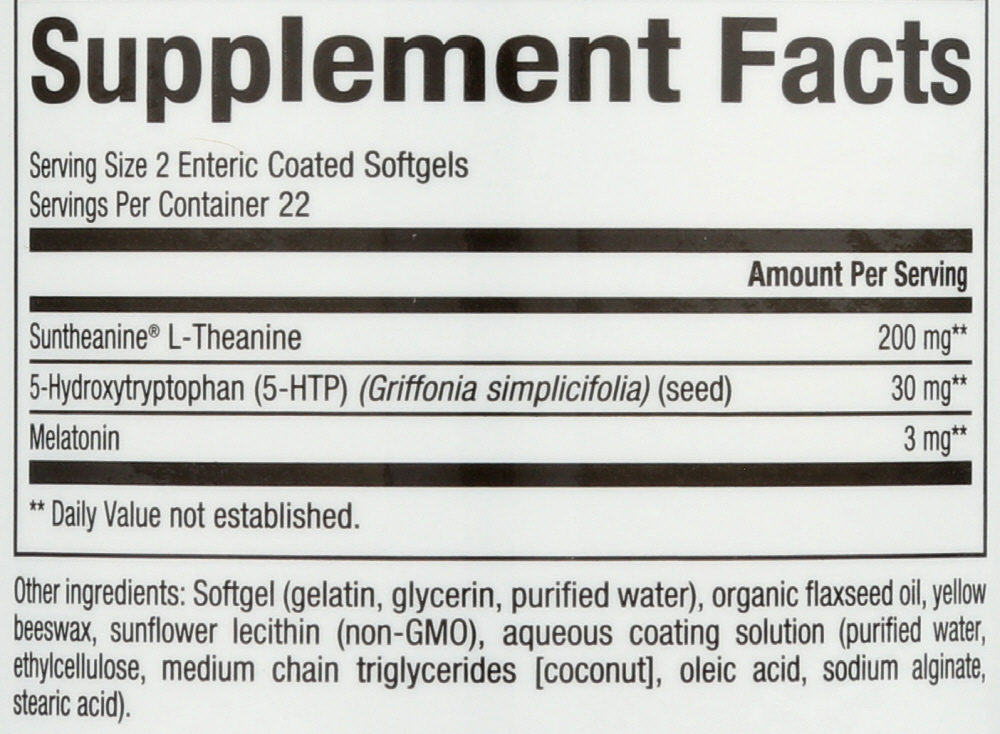 Supplement Facts
Serving Size 2 Enteric Coated Softgels
Servings Per Container 22
Amount Per Serving
Suntheanine® L-Theanine 200 mg**
5-Hydroxytryptophan (5-HTP) (Griffonia simplicifolia) (seed) 30 mg**
Melatonin 3 mg**
** Daily Value not established.
Other ingredients: Softgel (gelatin, glycerin, purified water), organic flaxseed oil, yellow
beeswax, sunflower lecithin (non-GMO), aqueous coating solution (purified water,
ethylcellulose, medium chain triglycerides [coconut], oleic acid, sodium alginate,
stearic acid).